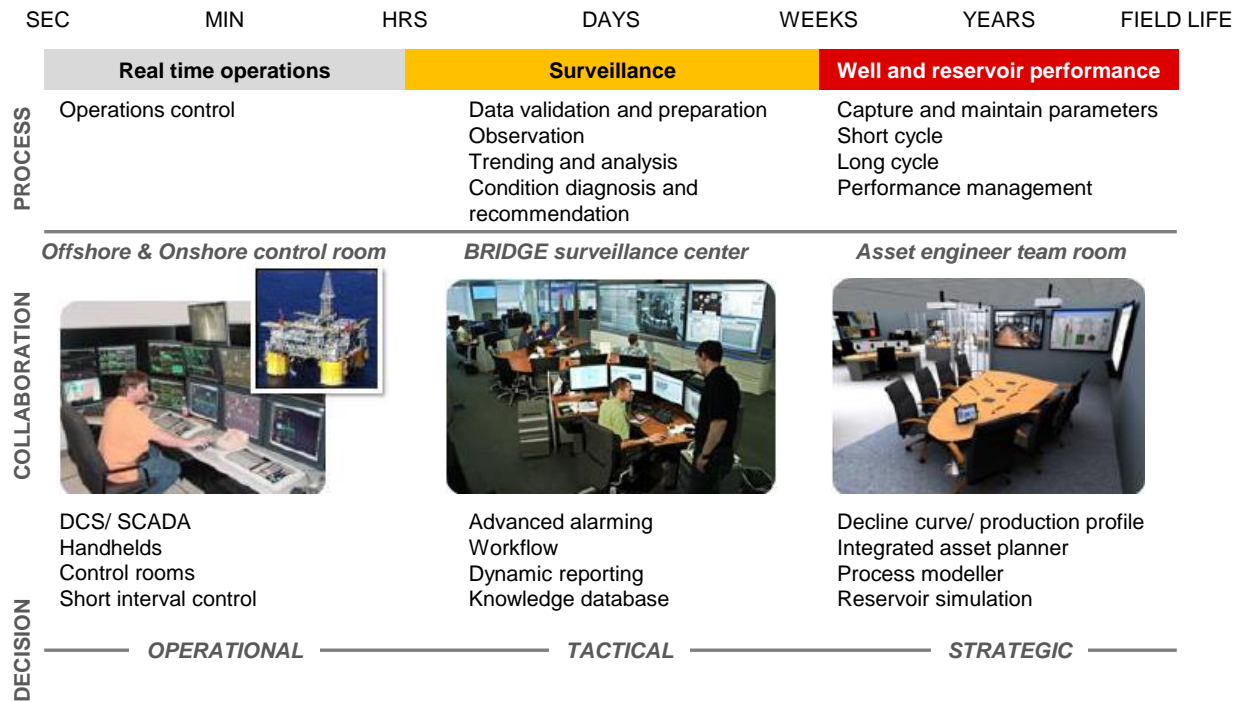 SEC MIN HRS DAYS WEEKS YEARS FIELD LIFE
Real time operations Surveillance Well and reservoir performance
PROCESS
Operations control
Data validation and preparation
Observation
Trending and analysis
Condition diagnosis and
recommendation
Capture and maintain parameters
Short cycle
Long cycle
Performance management
COLLABORATION
Offshore & Onshore control room
BRIDGE surveillance center
Asset engineer team room
DECISION
DCS/ SCADA
Handhelds
Control rooms
Short interval control
Advanced alarming
Workflow
Dynamic reporting
Knowledge database
Decline curve/ production profile
Integrated asset planner
Process modeller
Reservoir simulation
OPERATIONAL TACTICAL STRATEGIC